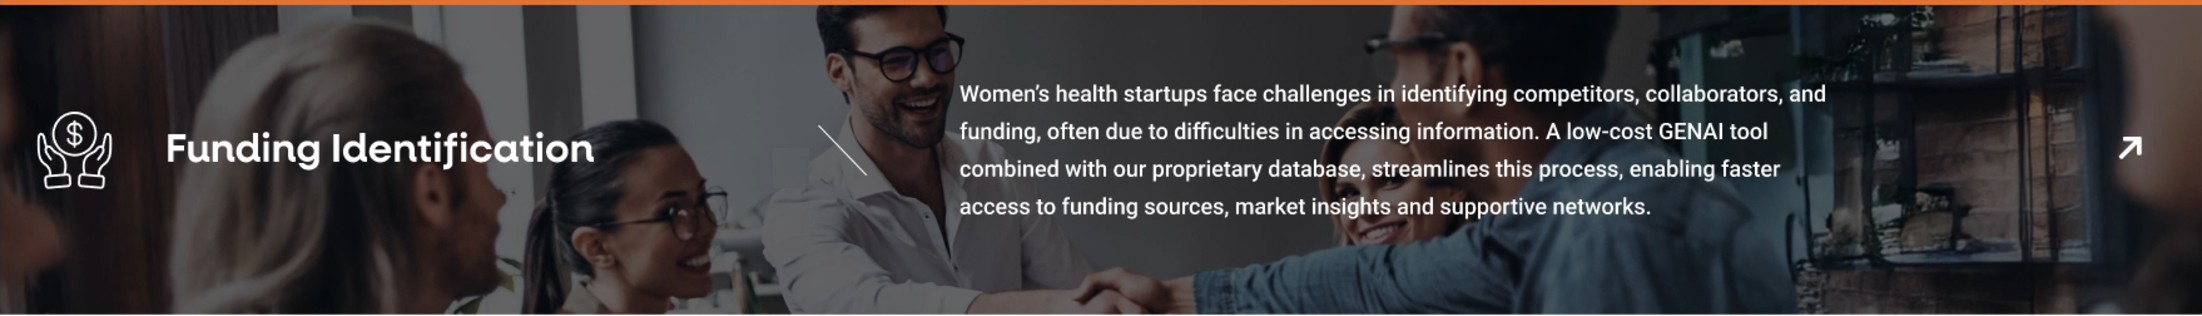 $
Funding Identification
Women's health startups face challenges in identifying competitors, collaborators, and
funding, often due to difficulties in accessing information. A low-cost GENAI tool
combined with our proprietary database, streamlines this process, enabling faster
access to funding sources, market insights and supportive networks.